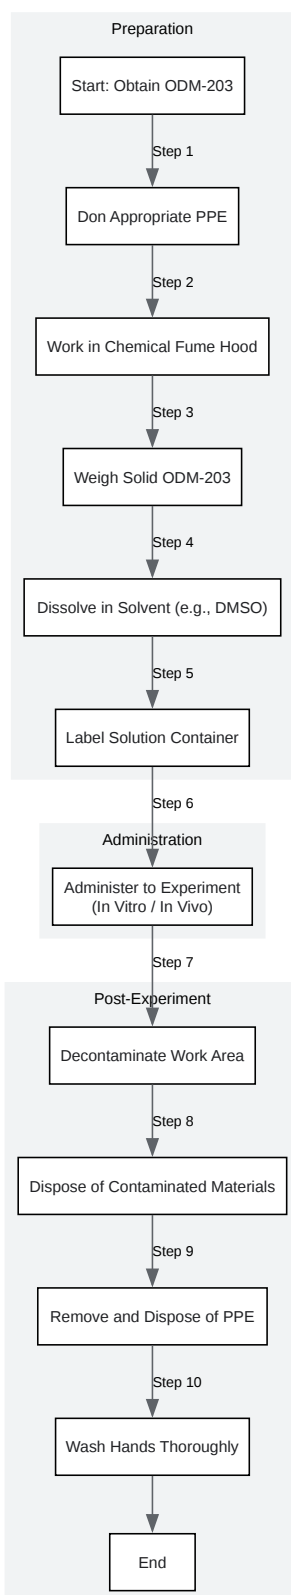 Preparation
Start: Obtain ODM-203
Step 1
Don Appropriate PPE
Step 2
Work in Chemical Fume Hood
Step 3
Weigh Solid ODM-203
Step 4
Dissolve in Solvent (e.g., DMSO)
Step 5
Label Solution Container
Step 6
Administration
Administer to Experiment
(In Vitro / In Vivo)
Step 7
Post-Experiment
Decontaminate Work Area
Step 8
Dispose of Contaminated Materials
Step 9
Remove and Dispose of PPE
Step 10
Wash Hands Thoroughly
End